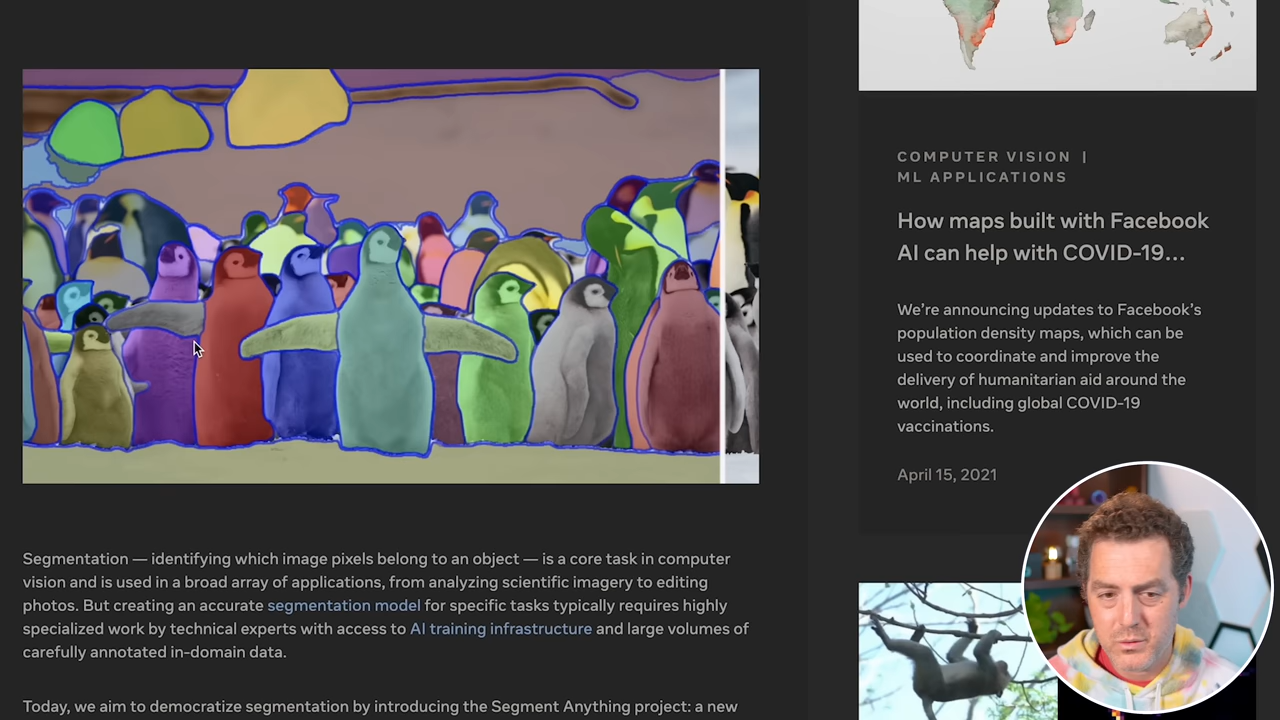 COMPUTER VISION |
ML APPLICATIONS
How maps built with Facebook
AI can help with COVID-19...
We’re announcing updates to Facebook’s
population density maps, which can be
used to coordinate and improve the
delivery of humanitarian aid around the
world, including global COVID-19
vaccinations.
April 15, 2021
Segmentation — identifying which image pixels belong to an object — is a core task in computer
vision and is used in a broad array of applications, from analyzing scientific imagery to editing
photos. But creating an accurate segmentation model for specific tasks typically requires highly
specialized work by technical experts with access to AI training infrastructure and large volumes of
carefully annotated in-domain data.
Today, we aim to democratize segmentation by introducing the Segment Anything project: a new